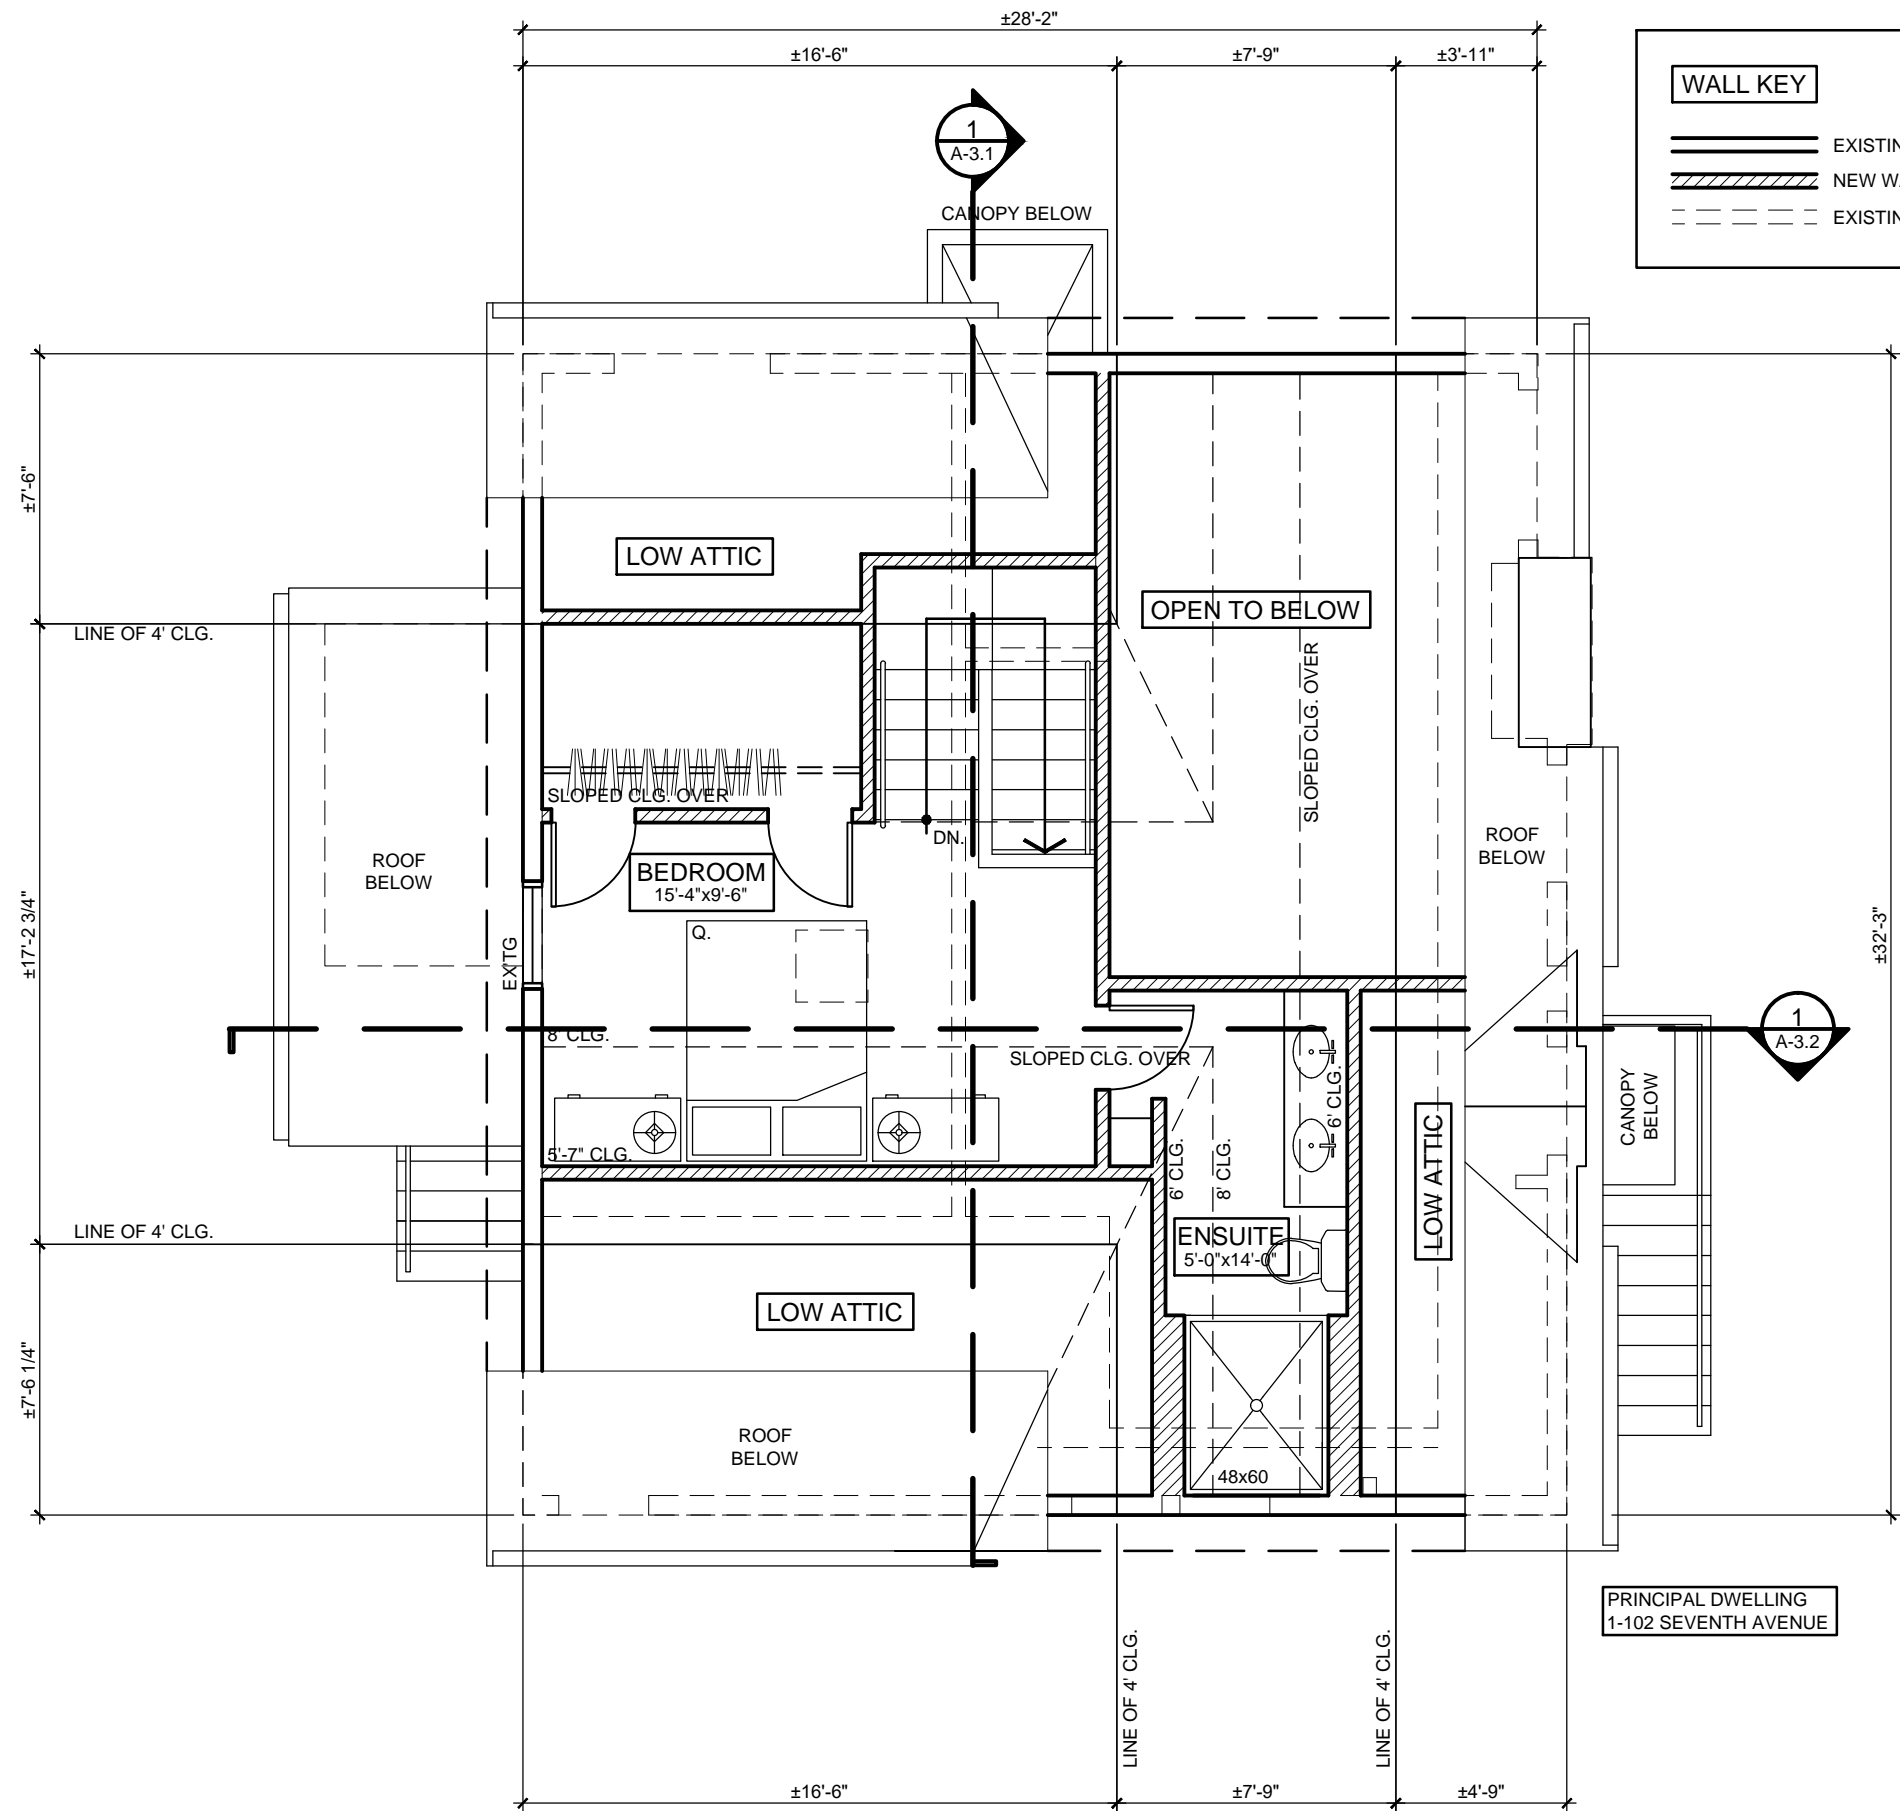 ±28'-2"
±16'-6"
±7'-9"
±3'-11"
WALL KEY
EXISTIN
NEW WA
EXISTIN
1
A-3.1
CANOPY BELOW
±7'-6"
LOW ATTIC
OPEN TO BELOW
LINE OF 4' CLG.
SLOPED CLG. OVER
SLOPED CLG. OVER
DN.
ROOF
BELOW
ROOF
BELOW
BEDROOM
15'-4"x9'-6"
±17'-2 3/4"
±32'-3"
Q.
EX'TG
8' CLG.
SLOPED CLG. OVER
1
A-3.2
6' CLG.
CANOPY
BELOW
5'-7" CLG.
6' CLG.
8' CLG.
LOW ATTIC
LINE OF 4' CLG.
ENSUITE
5'-0"x14'-0"
LOW ATTIC
±7'-6 1/4"
ROOF
BELOW
48x60
PRINCIPAL DWELLING
1-102 SEVENTH AVENUE
LINE OF 4' CLG.
LINE OF 4' CLG.
±16'-6"
±7'-9"
±4'-9"